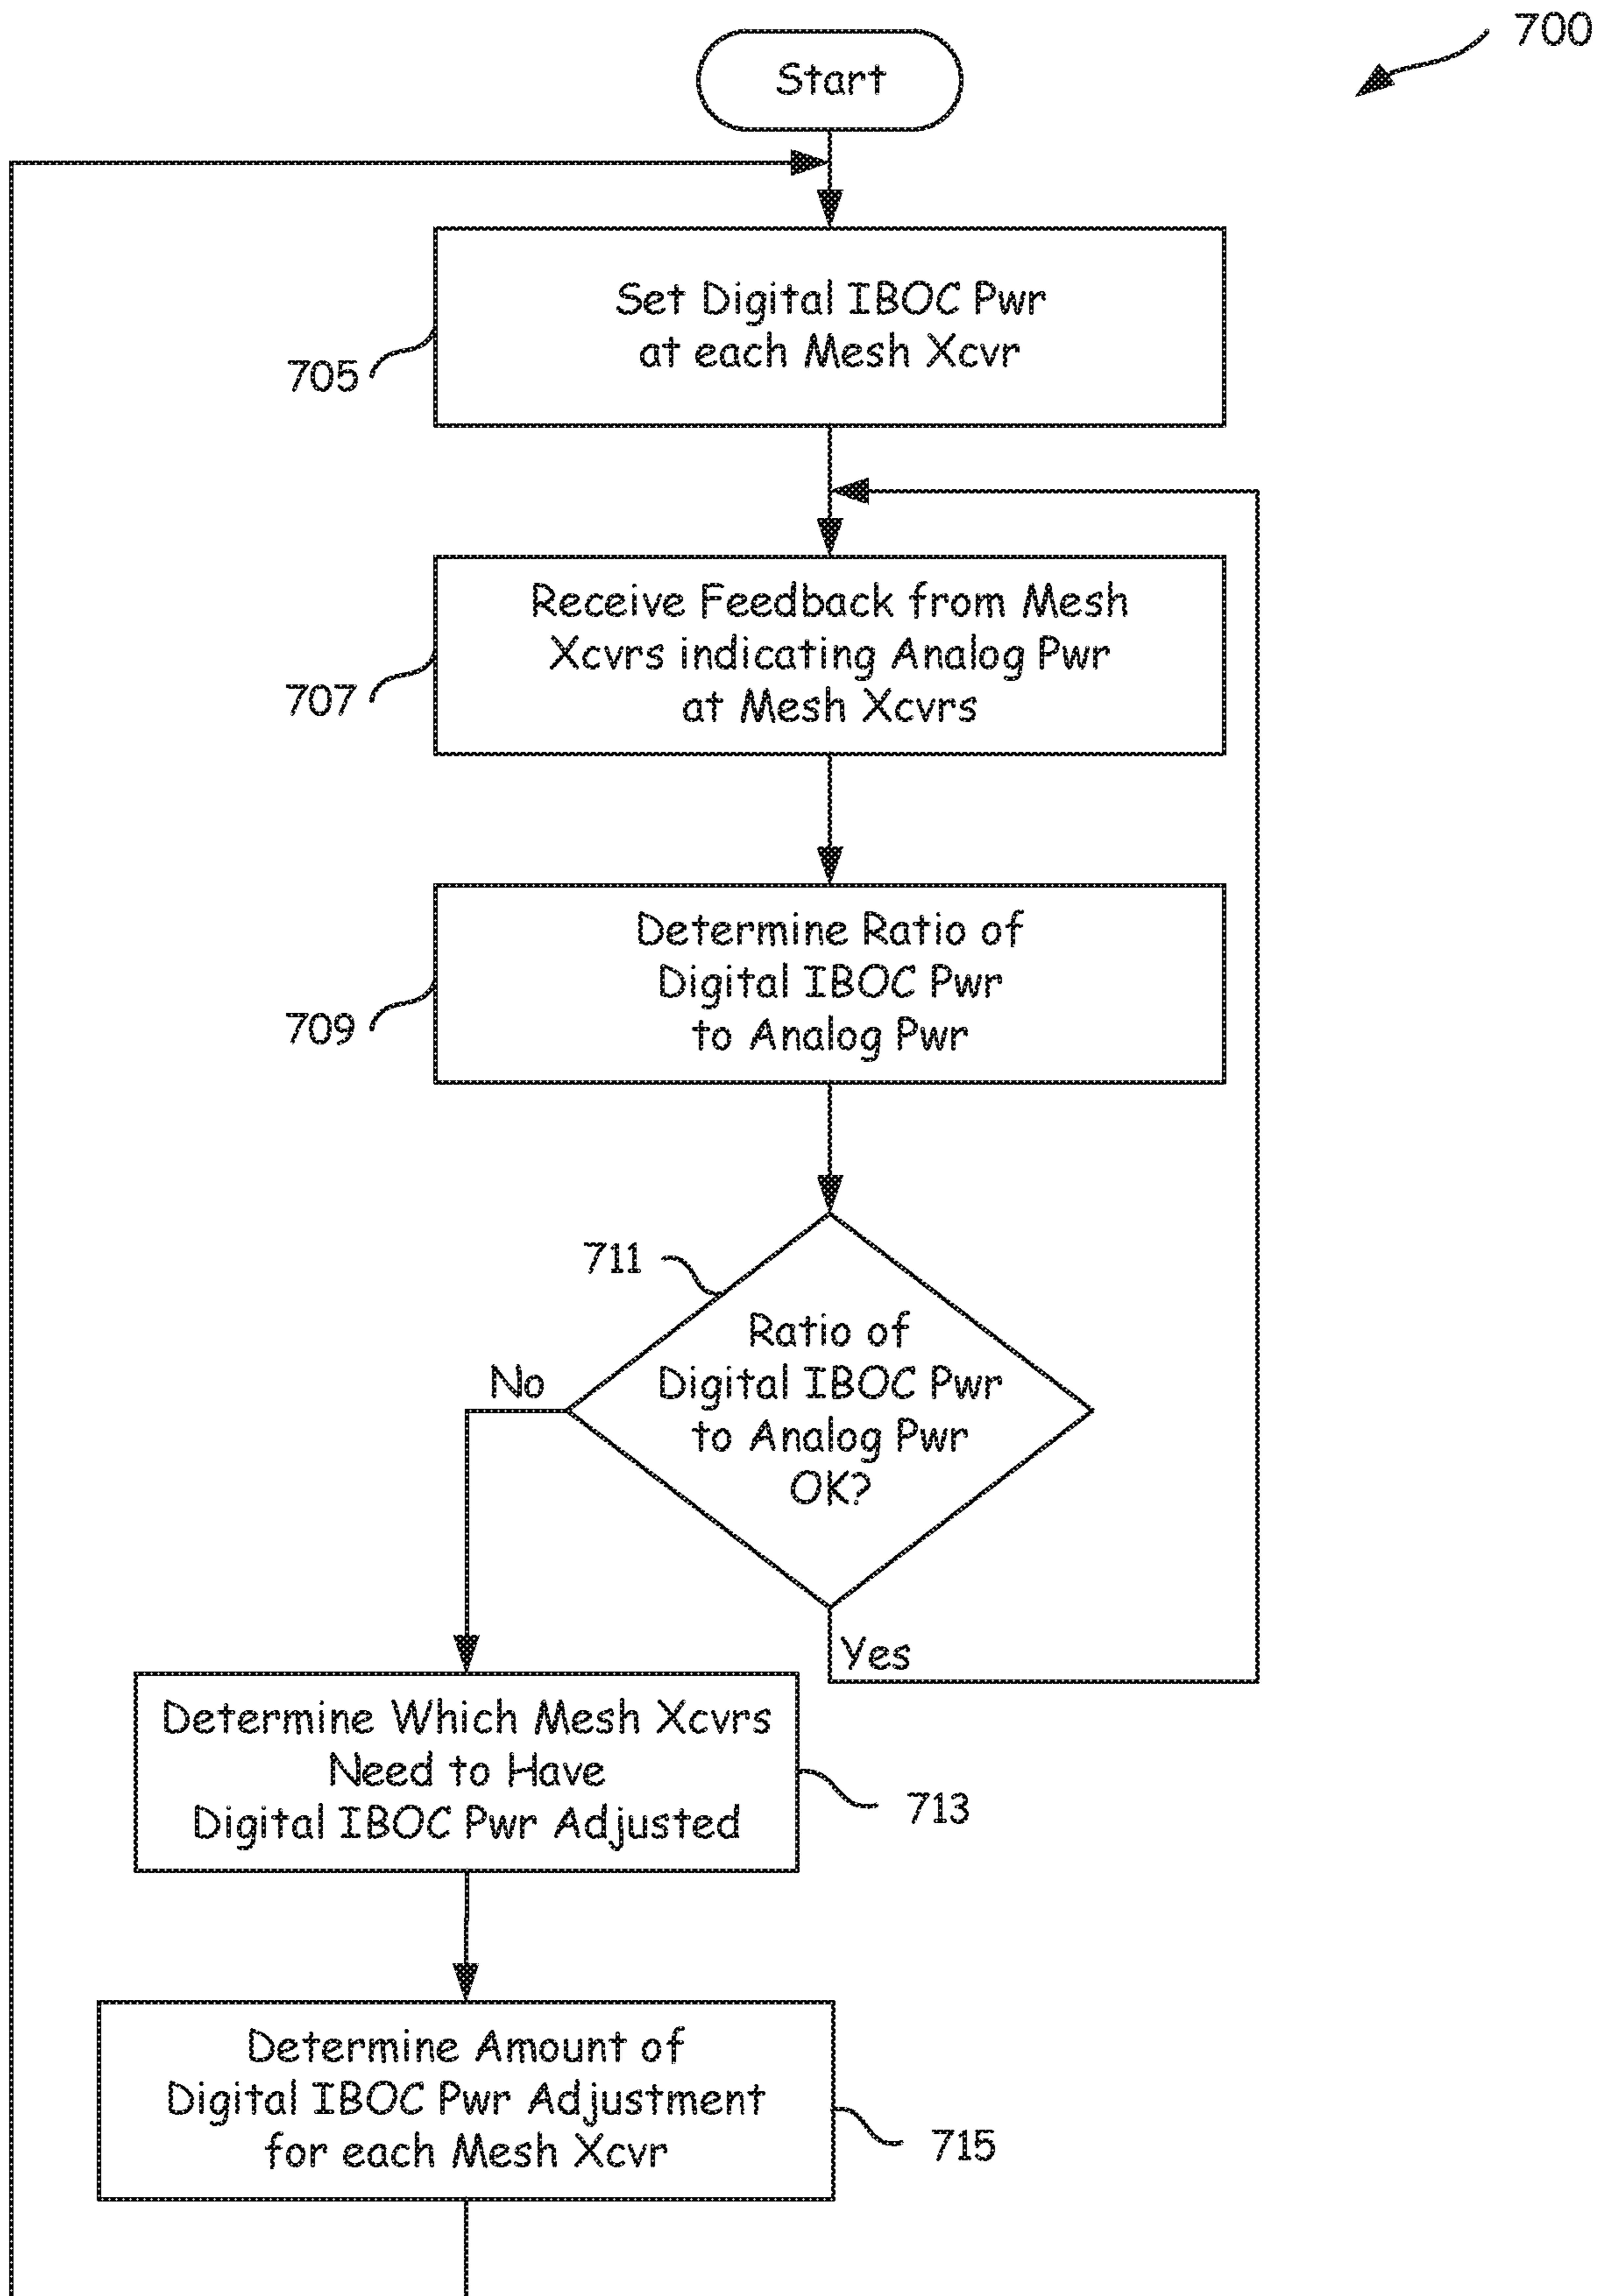 700
Start
Set Digital IBOC Pwr
at each Mesh Xcvr
705
Receive Feedback from Mesh
Xcvrs indicating Analog Pwr
at Mesh Xcvrs
707
Determine Ratio of
Digital IBOC Pwr
to Analog Pwr
709
711
Ratio of
Digital IBOC Pwr
to Analog Pwr
OK?
No
Yes
Determine Which Mesh Xcvrs
Need to Have
Digital IBOC Pwr Adjusted
713
Determine Amount of
Digital IBOC Pwr Adjustment
for each Mesh Xcvr
715